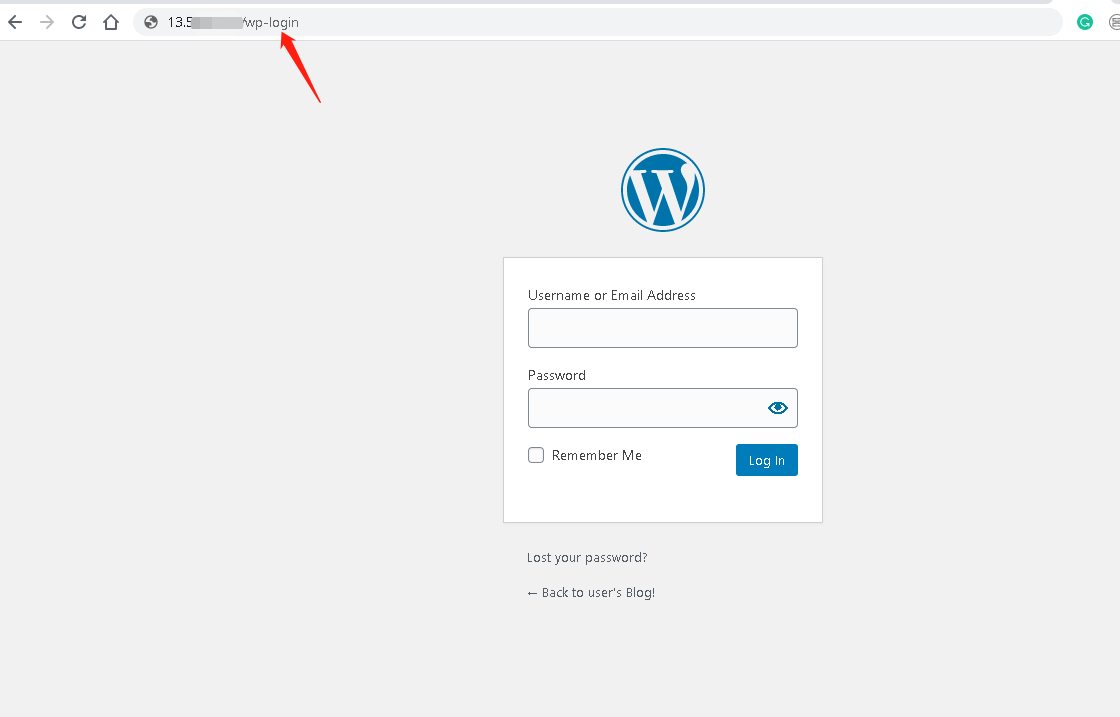 13.5 /wp-login
Username or Email Address
Password
Remember Me
Log In
Lost your password?
← Back to user's Blog!